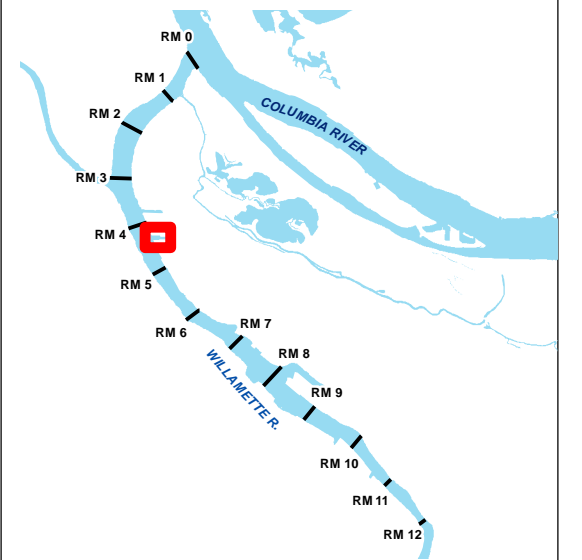 RM 0
RM 1
COLUMBIA RIVER
RM 2
RM 3
RM 4
RM 5
RM 6
RM 7
WILLAMETTE R.
RM 8
RM 9
RM 10
RM 11
RM 12